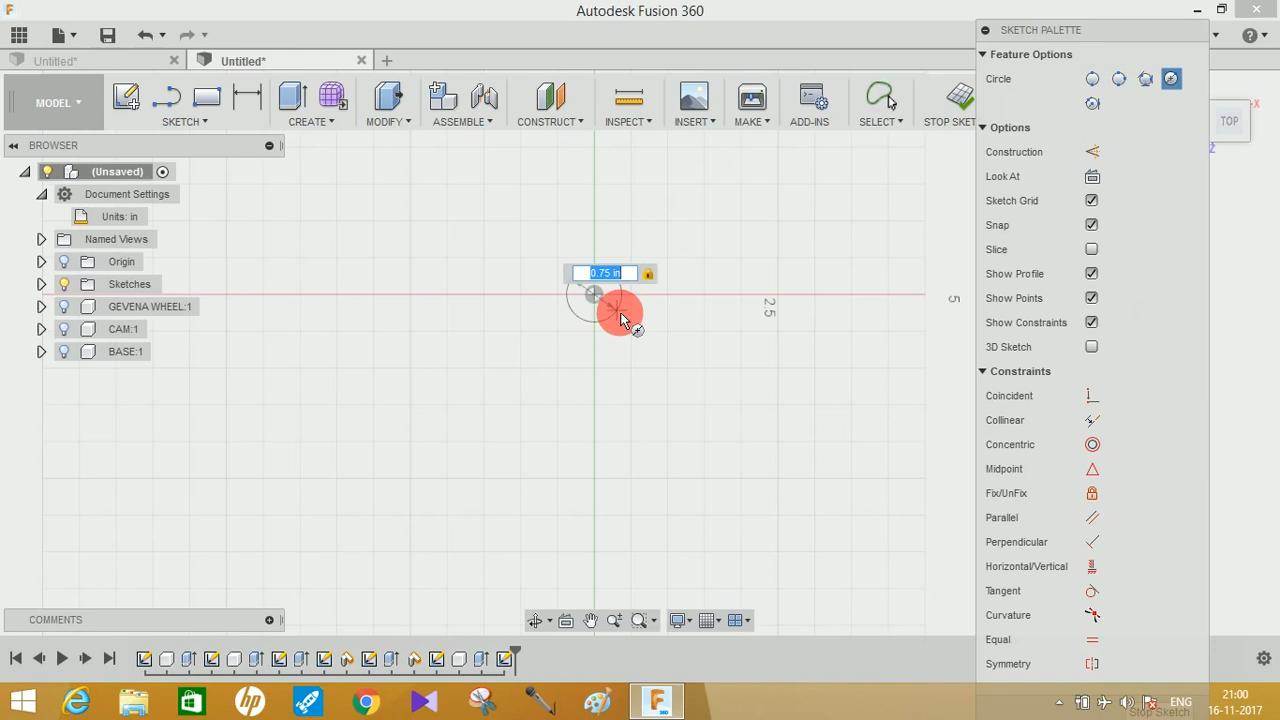 Autodesk Fusion 360
Untitled*
Untitled*
MODEL
SKETCH
CREATE
MODIFY
ASSEMBLE
CONSTRUCT
INSPECT
INSERT
MAKE
ADD-INS
SELECT
STOP SKET
SKETCH PALETTE
Feature Options
Circle
Options
Construction
Look At
Sketch Grid
Snap
Slice
Show Profile
Show Points
Show Constraints
3D Sketch
Constraints
Coincident
Collinear
Concentric
Midpoint
Fix/UnFix
Parallel
Perpendicular
Horizontal/Vertical
Tangent
Curvature
Equal
Symmetry
TOP
X
Z
BROWSER
(Unsaved)
Document Settings
Units: in
Named Views
Origin
Sketches
GEVENA WHEEL:1
CAM:1
BASE:1
0.75 in
2.5
5
COMMENTS
Stop Sketch
ENG
21:00
16-11-2017
hp
F
360